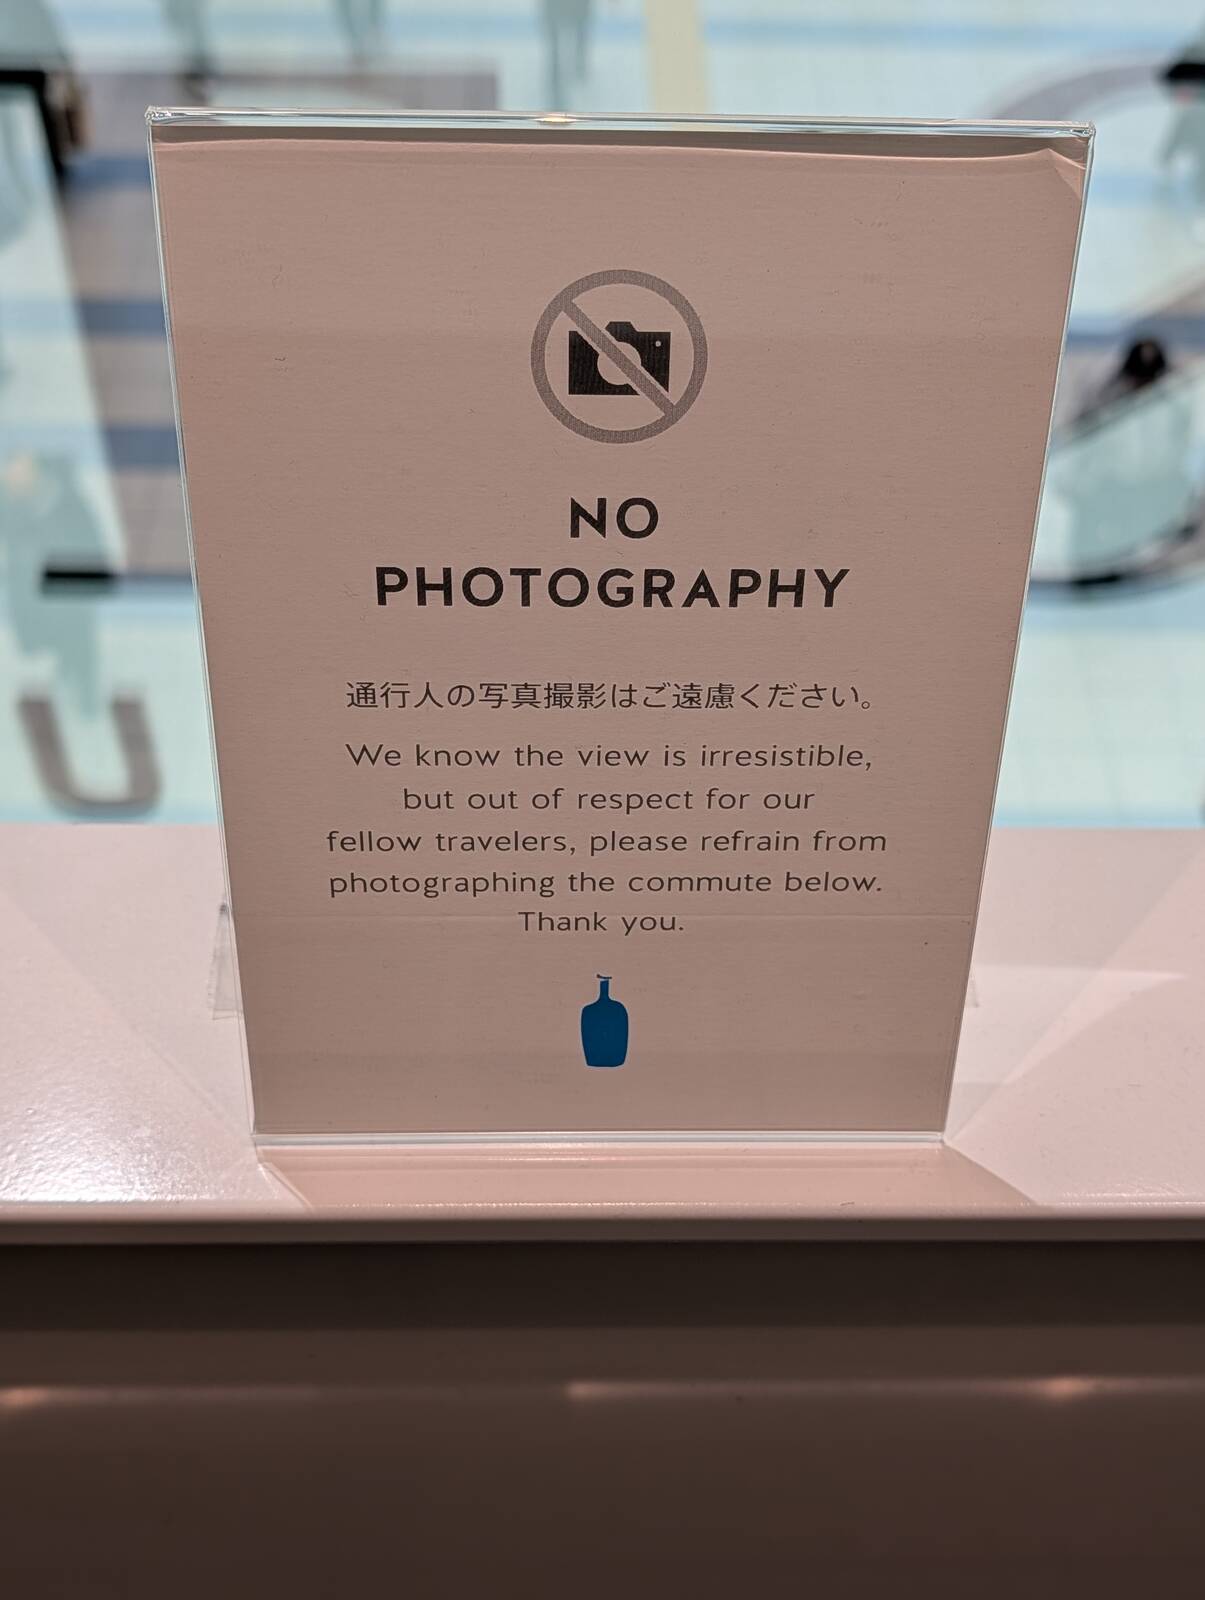 NO
PHOTOGRAPHY
通行人の写真撮影はご遠慮ください。
We know the view is irresistible,
but out of respect for our
fellow travelers, please refrain from
photographing the commute below.
Thank you.